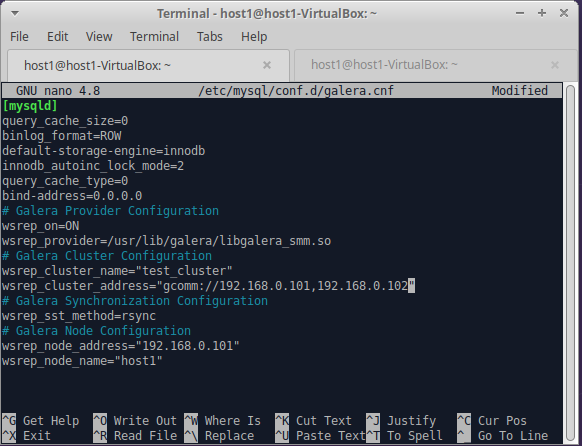 Terminal - host1@host1-VirtualBox: ~
File Edit View Terminal Tabs Help
host1@host1-VirtualBox: ~ × host1@host1-VirtualBox: ~ ×
GNU nano 4.8 /etc/mysql/conf.d/galera.cnf Modified
[mysqld]
query_cache_size=0
binlog_format=ROW
default-storage-engine=innodb
innodb_autoinc_lock_mode=2
query_cache_type=0
bind-address=0.0.0.0
# Galera Provider Configuration
wsrep_on=ON
wsrep_provider=/usr/lib/galera/libgalera_smm.so
# Galera Cluster Configuration
wsrep_cluster_name="test_cluster"
wsrep_cluster_address="gcomm://192.168.0.101,192.168.0.102"
# Galera Synchronization Configuration
wsrep_sst_method=rsync
# Galera Node Configuration
wsrep_node_address="192.168.0.101"
wsrep_node_name="host1"
^G Get Help ^O Write Out ^W Where Is ^K Cut Text ^J Justify ^C Cur Pos
^X Exit ^R Read File ^\ Replace ^U Paste Text ^T To Spell ^_ Go To Line